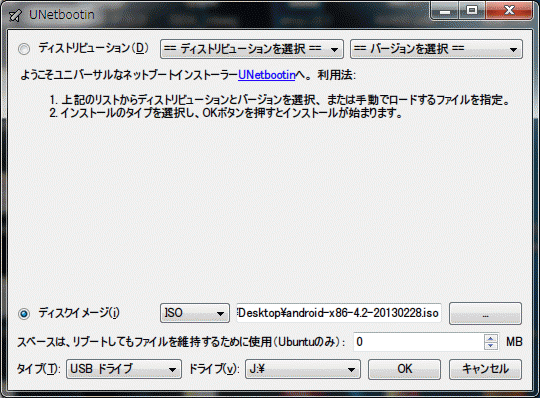 UNetbootin
ディストリビューション(D) == ディストリビューションを選択 == == バージョンを選択 ==
ようこそユニバーサルなネットブートインストーラーUNetbootinへ。 利用法:
1. 上記のリストからディストリビューションとバージョンを選択、または手動でロードするファイルを指定。
2. インストールのタイプを選択し、OKボタンを押すとインストールが始まります。
ディスクイメージ(i) ISO :Desktop¥android-x86-4.2-20130228.iso ...
スペースは、リブートしてもファイルを維持するために使用(Ubuntuのみ): 0 MB
タイプ(T): USB ドライブ ドライブ(v): J:¥ OK キャンセル